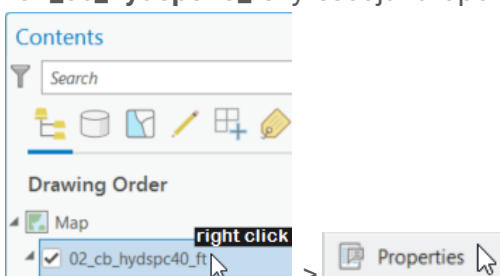 Contents
Search
Drawing Order
Map
right click
02_cb_hydspc40_ft
>
Properties